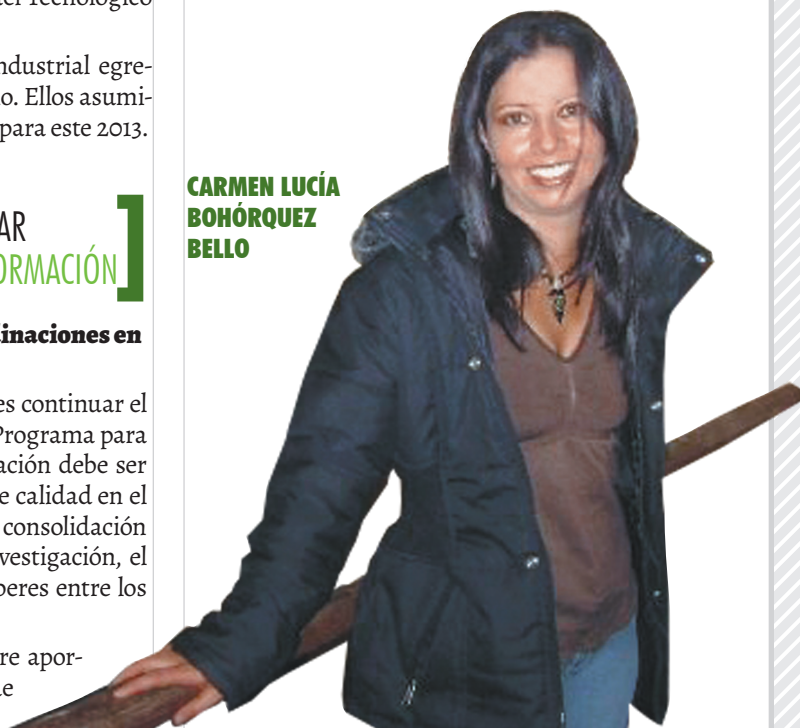 Tecnológico
ndustrial egre-
o. Ellos asumi-
para este 2013.
AR
ORMACIÓN
inaciones en
es continuar el
Programa para
ación debe ser
e calidad en el
consolidación
vestigación, el
beres entre los
re apor-
CARMEN LUCÍA
BOHÓRQUEZ
BELLO